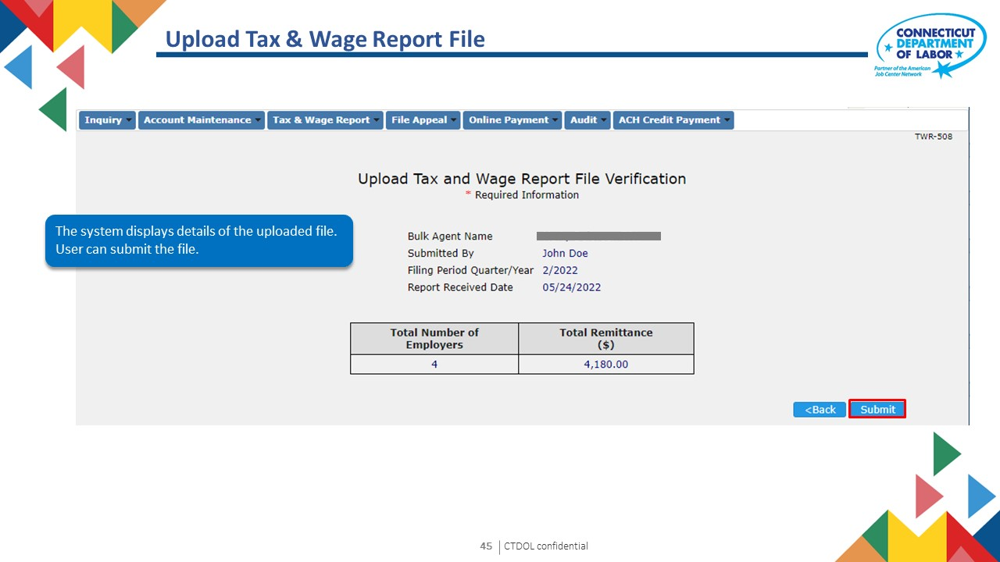 Upload Tax & Wage Report File
CONNECTICUT
DEPARTMENT
OF LABOR
Partner of the American
Job Center Network
Inquiry Account Maintenance Tax & Wage Report File Appeal Online Payment Audit ACH Credit Payment
TWR-508
Upload Tax and Wage Report File Verification
* Required Information
The system displays details of the uploaded file.
User can submit the file.
Bulk Agent Name
Submitted By John Doe
Filing Period Quarter/Year 2/2022
Report Received Date 05/24/2022
Total Number of Employers Total Remittance ($)
4 4,180.00
<Back Submit
45 CTDOL confidential